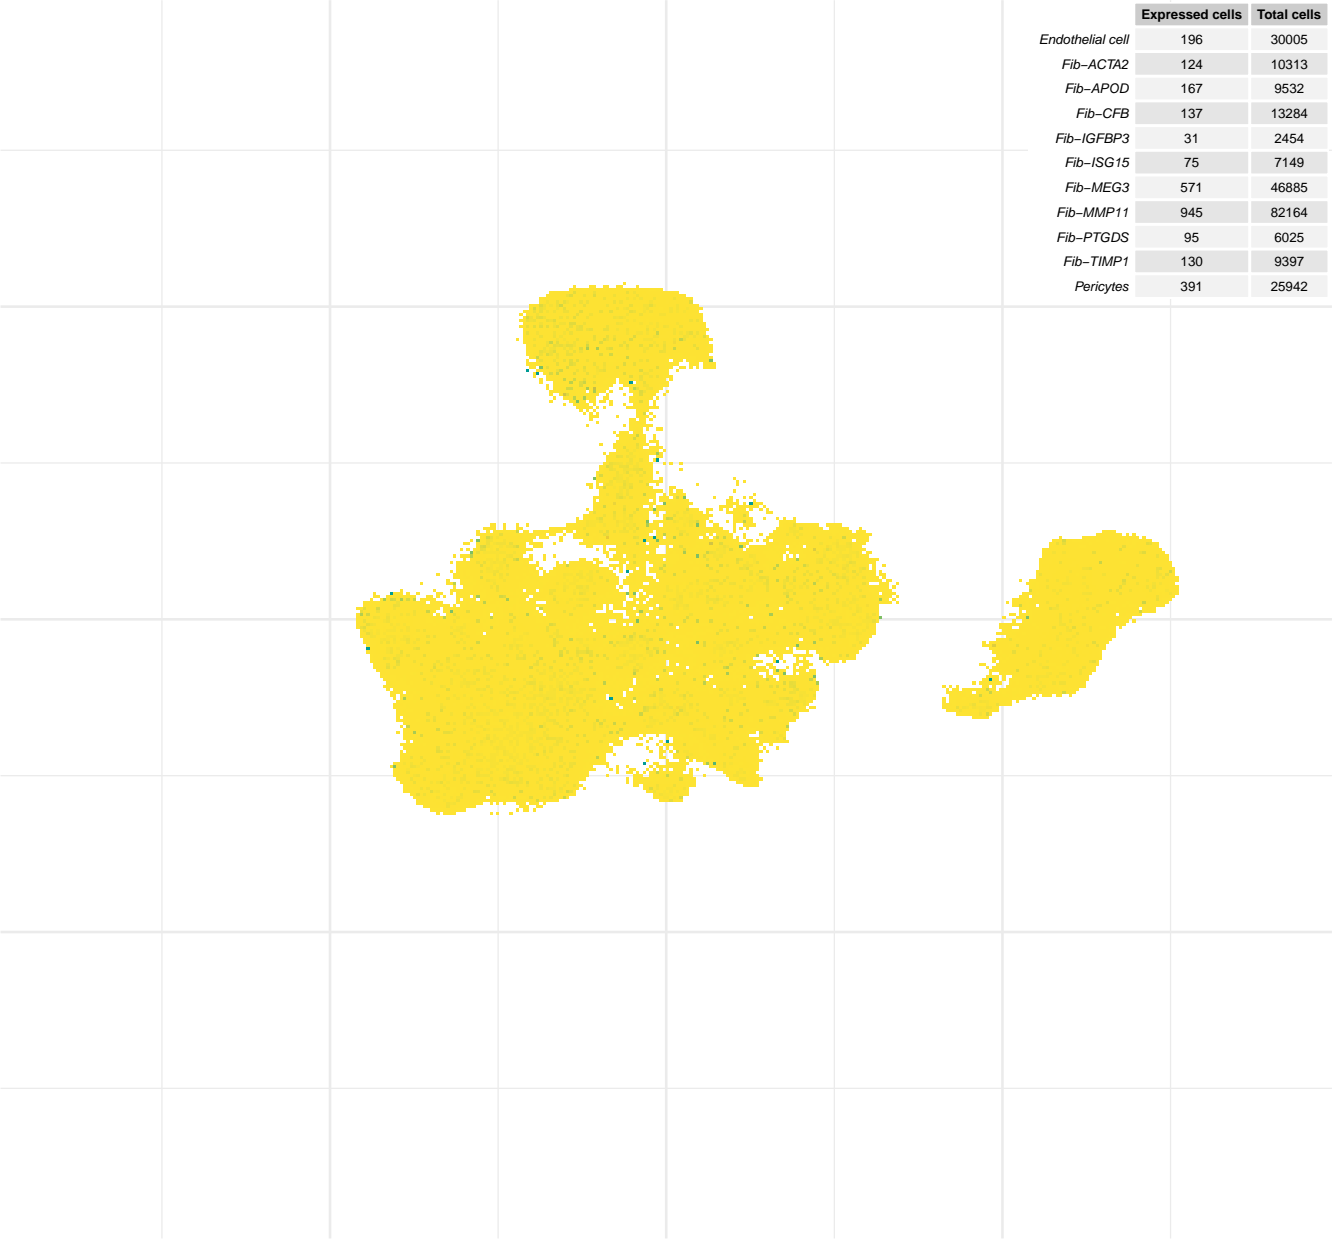 Expressed cells Total cells
Endothelial cell 196 30005
Fib−ACTA2 124 10313
Fib−APOD 167 9532
Fib−CFB 137 13284
Fib−IGFBP3 31 2454
Fib−ISG15 75 7149
Fib−MEG3 571 46885
Fib−MMP11 945 82164
Fib−PTGDS 95 6025
Fib−TIMP1 130 9397
Pericytes 391 25942